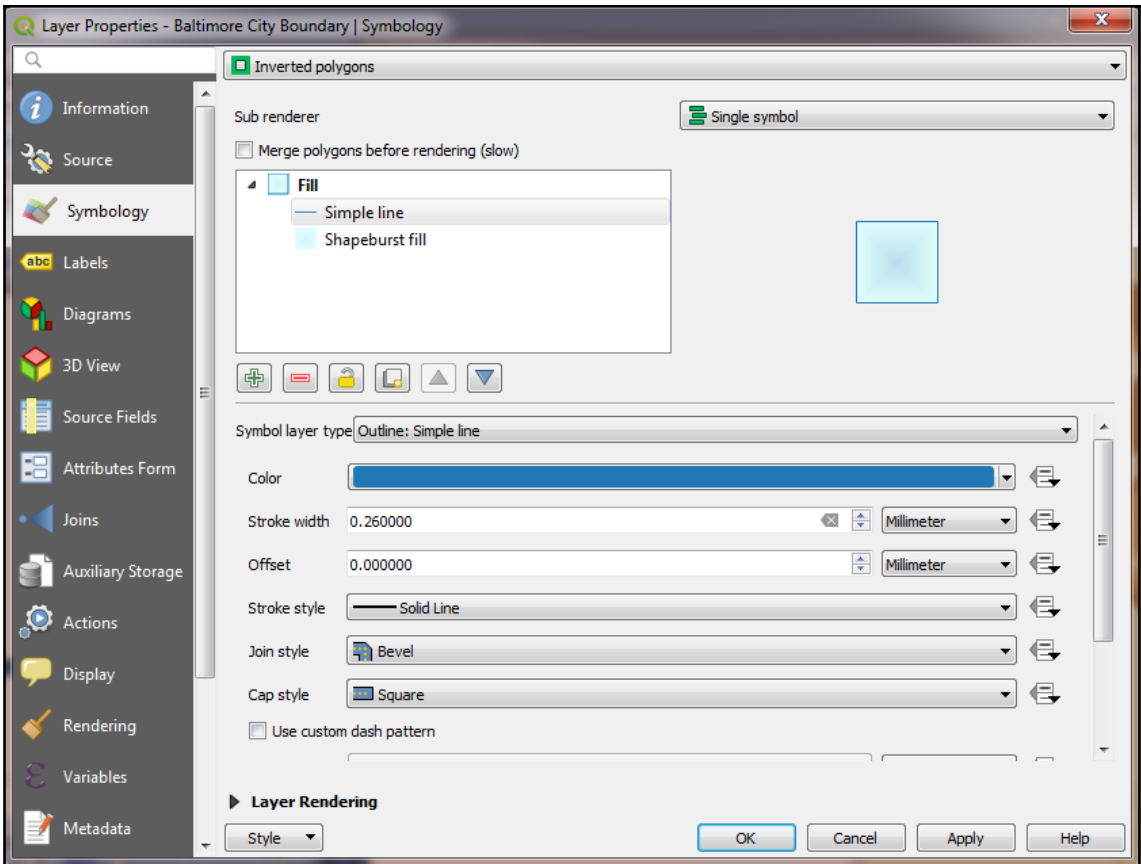 Layer Properties - Baltimore City Boundary | Symbology
Information
Source
Symbology
abc Labels
Diagrams
3D View
Source Fields
Attributes Form
Joins
Auxiliary Storage
Actions
Display
Rendering
Variables
Metadata
Inverted polygons
Sub renderer Single symbol
Merge polygons before rendering (slow)
Fill
Simple line
Shapeburst fill
Symbol layer type Outline: Simple line
Color
Stroke width 0.260000 Millimeter
Offset 0.000000 Millimeter
Stroke style Solid Line
Join style Bevel
Cap style Square
Use custom dash pattern
Layer Rendering
Style OK Cancel Apply Help